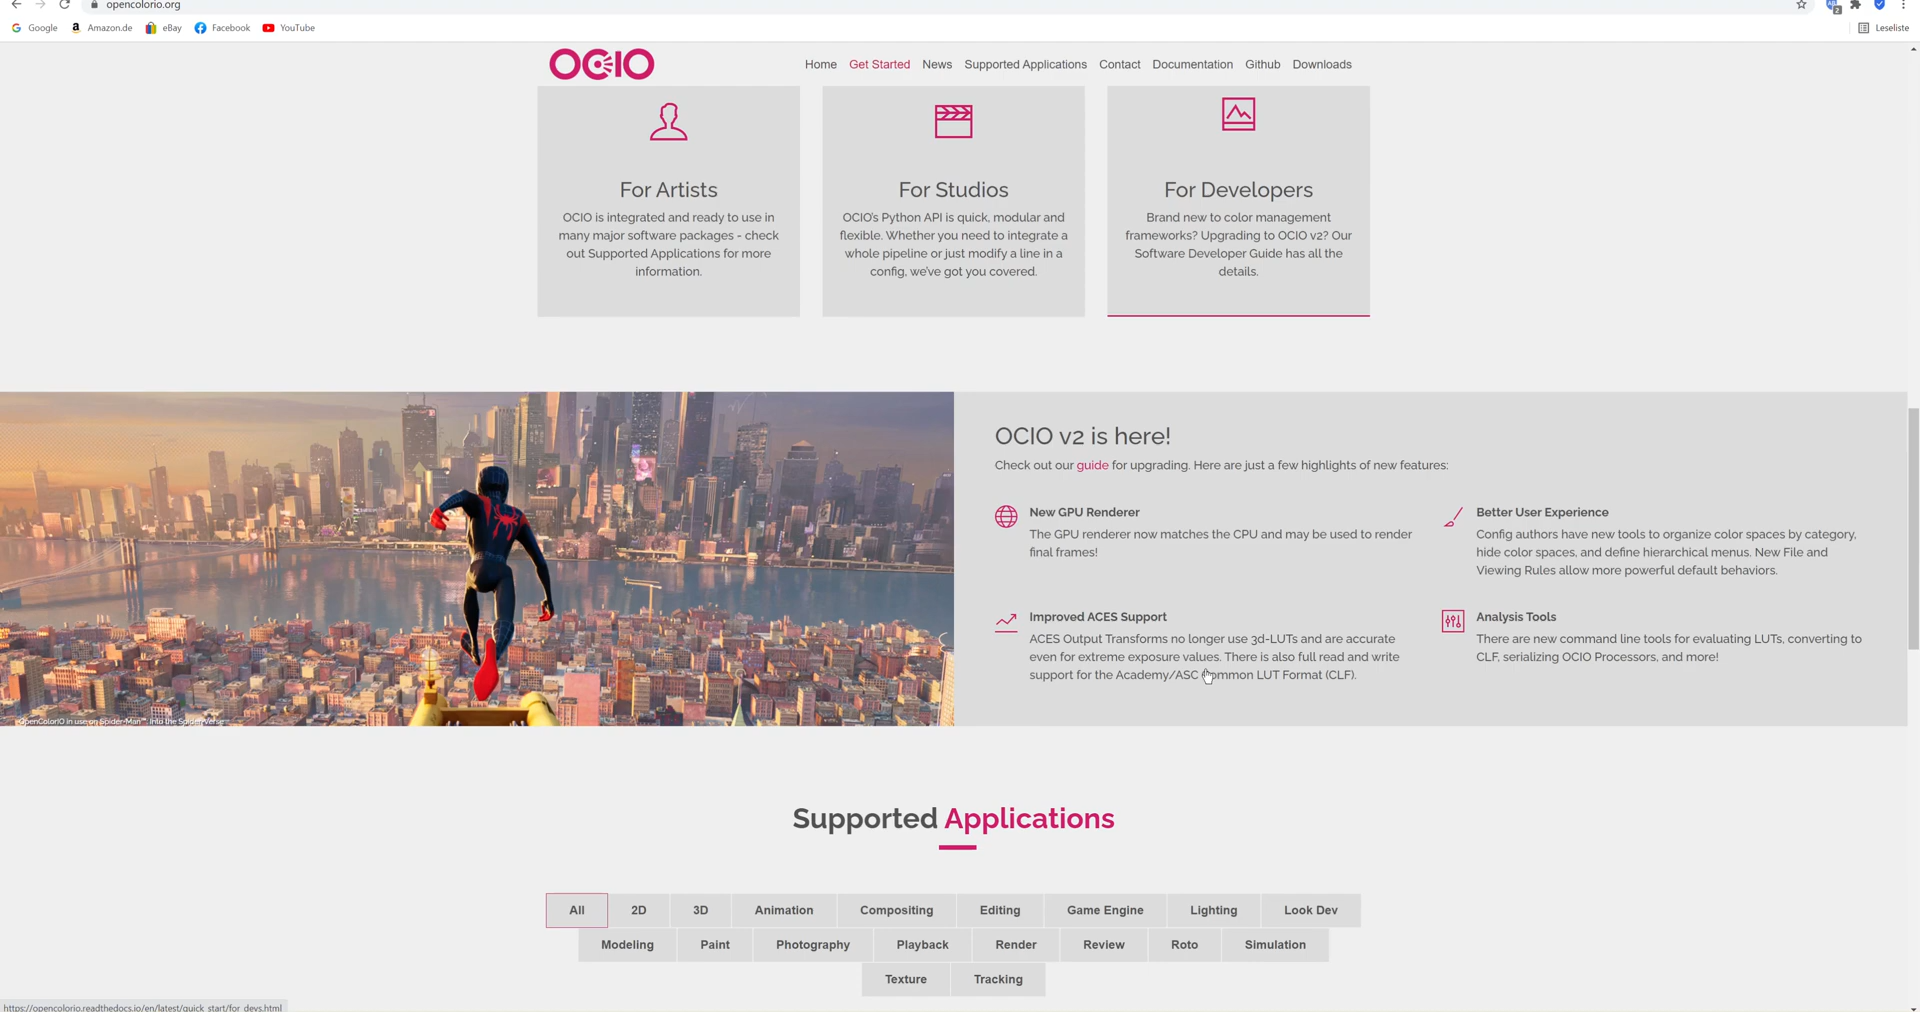 opencolorio.org
Google Amazon.de eBay Facebook YouTube Leseliste
OCIO
Home Get Started News Supported Applications Contact Documentation Github Downloads
For Artists
OCIO is integrated and ready to use in
many major software packages - check
out Supported Applications for more
information.
For Studios
OCIO's Python API is quick, modular and
flexible. Whether you need to integrate a
whole pipeline or just modify a line in a
config, we've got you covered.
For Developers
Brand new to color management
frameworks? Upgrading to OCIO v2? Our
Software Developer Guide has all the
details.
OpenColorIO in use on Spider-Man™: Into the Spider-Verse
OCIO v2 is here!
Check out our guide for upgrading. Here are just a few highlights of new features:
New GPU Renderer
The GPU renderer now matches the CPU and may be used to render
final frames!
Better User Experience
Config authors have new tools to organize color spaces by category,
hide color spaces, and define hierarchical menus. New File and
Viewing Rules allow more powerful default behaviors.
Improved ACES Support
ACES Output Transforms no longer use 3d-LUTs and are accurate
even for extreme exposure values. There is also full read and write
support for the Academy/ASC Common LUT Format (CLF).
Analysis Tools
There are new command line tools for evaluating LUTs, converting to
CLF, serializing OCIO Processors, and more!
Supported Applications
All 2D 3D Animation Compositing Editing Game Engine Lighting Look Dev
Modeling Paint Photography Playback Render Review Roto Simulation
Texture Tracking
https://opencolorio.readthedocs.io/en/latest/quick_start/for_devs.html